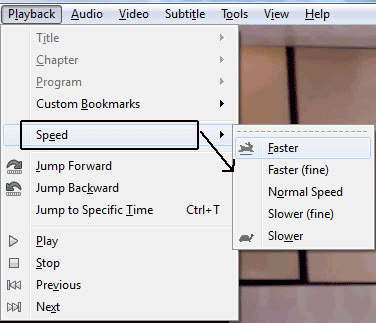 Playback Audio Video Subtitle Tools View Help
Title
Chapter
Program
Custom Bookmarks
Speed
Jump Forward
Jump Backward
Jump to Specific Time Ctrl+T
Play
Stop
Previous
Next
Faster
Faster (fine)
Normal Speed
Slower (fine)
Slower